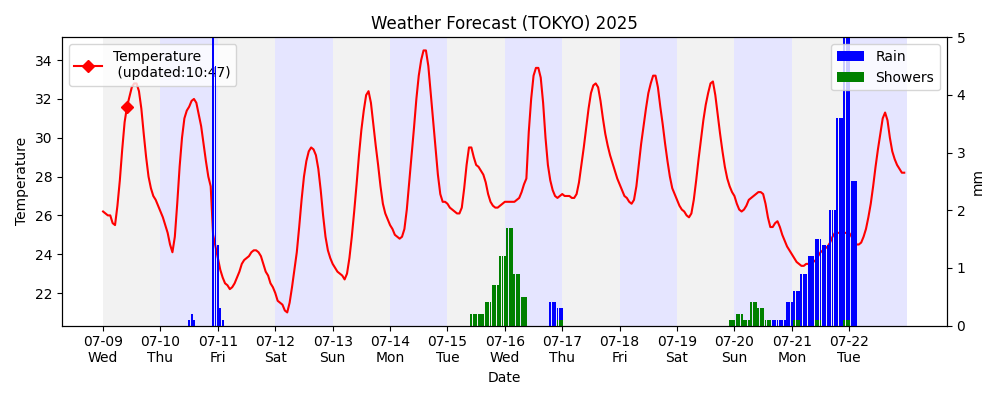 Weather Forecast (TOKYO) 2025
Temperature
(updated:10:47)
Rain
Showers
Temperature
34
32
30
28
26
24
22
5
4
3
2
1
0
mm
07-09 07-10 07-11 07-12 07-13 07-14 07-15 07-16 07-17 07-18 07-19 07-20 07-21 07-22
Wed Thu Fri Sat Sun Mon Tue Wed Thu Fri Sat Sun Mon Tue
Date